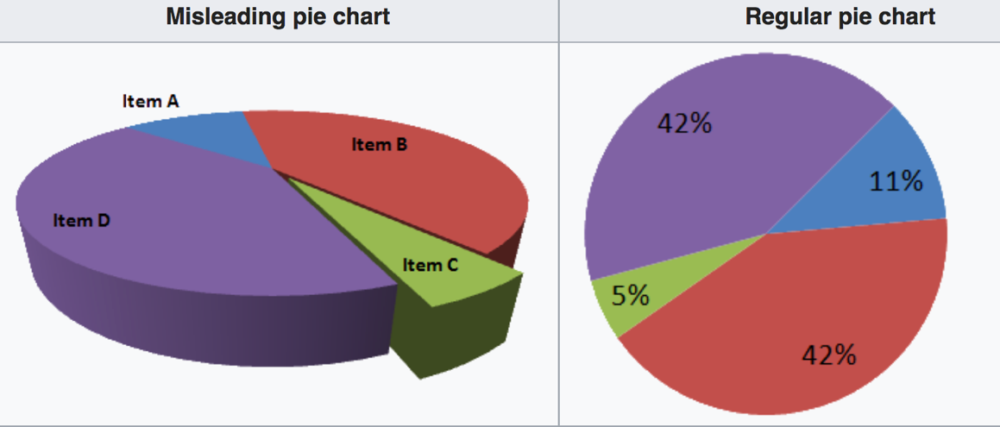 Misleading pie chart
Regular pie chart
Item A
Item B
Item C
Item D
42%
11%
5%
42%